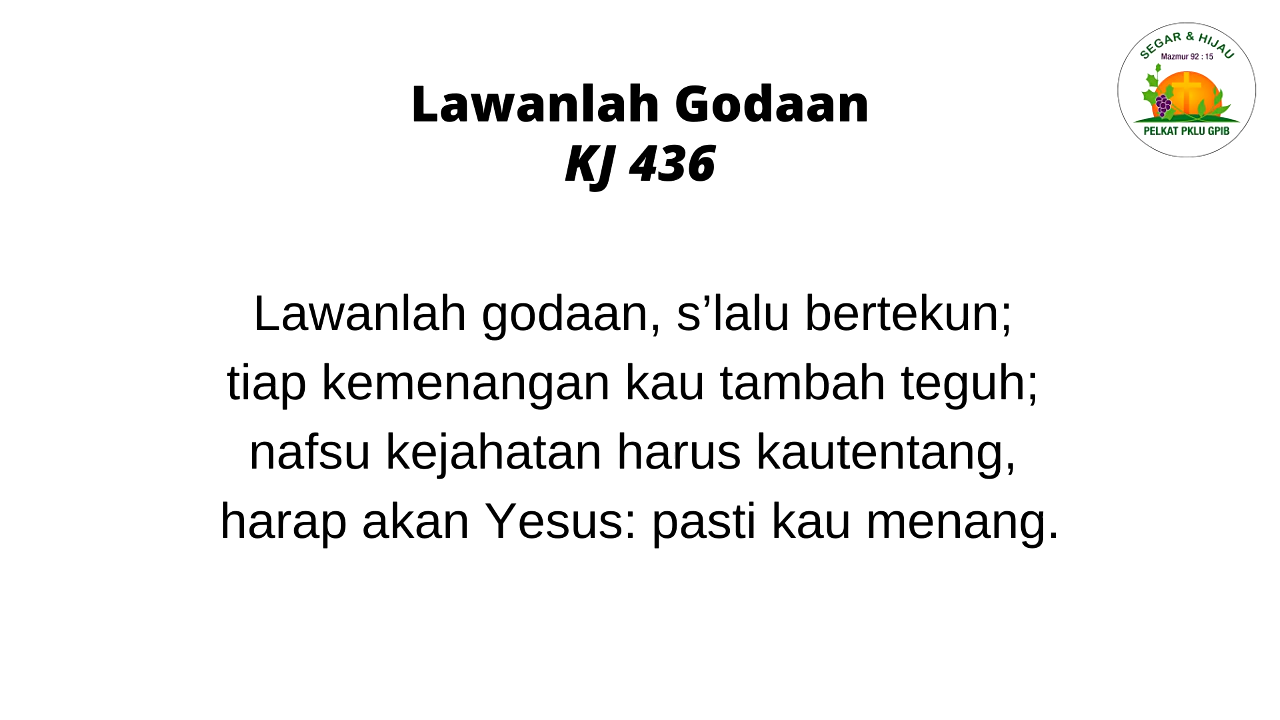 SEGAR & HIJAU
Mazmur 92 : 15
PELKAT PKLU GPIB
Lawanlah Godaan
KJ 436
Lawanlah godaan, s’lalu bertekun;
tiap kemenangan kau tambah teguh;
nafsu kejahatan harus kautentang,
harap akan Yesus: pasti kau menang.